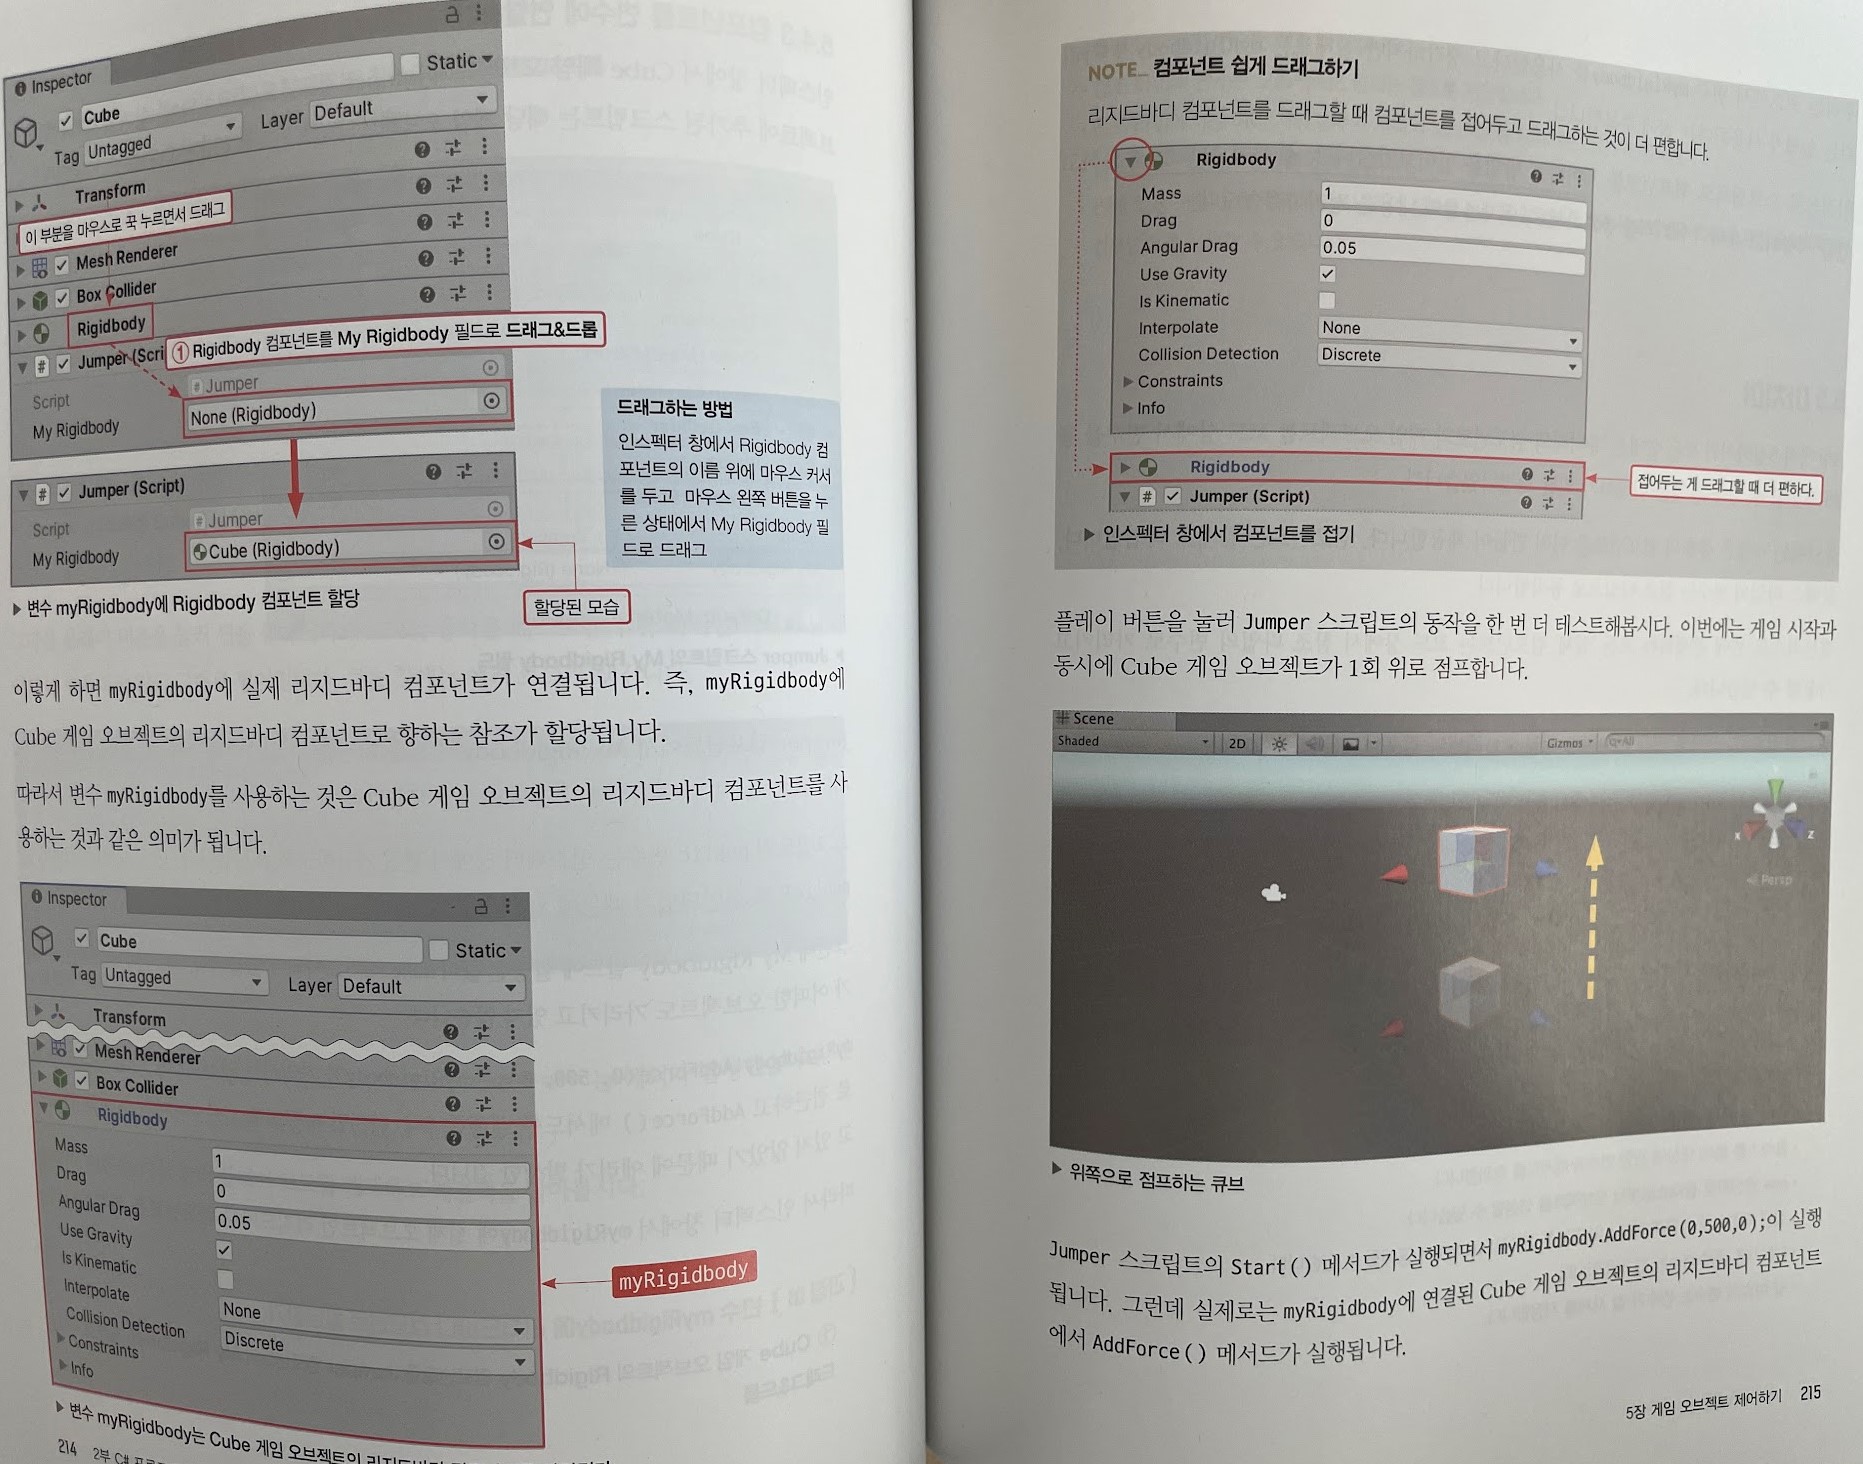 Inspector
Cube
Static
Tag Untagged
Layer Default
Transform
이 부분을 마우스로 꾹 누르면서 드래그
Mesh Renderer
Box Collider
Rigidbody
① Rigidbody 컴포넌트를 My Rigidbody 필드로 드래그&드롭
Jumper (Scri
Script
# Jumper
My Rigidbody
None (Rigidbody)
드래그하는 방법
인스펙터 창에서 Rigidbody 컴
포넌트의 이름 위에 마우스 커서
를 두고 마우스 왼쪽 버튼을 누
른 상태에서 My Rigidbody 필
드로 드래그
# Jumper (Script)
Script
# Jumper
My Rigidbody
Cube (Rigidbody)
▶ 변수 myRigidbody에 Rigidbody 컴포넌트 할당
할당된 모습
이렇게 하면 myRigidbody에 실제 리지드바디 컴포넌트가 연결됩니다. 즉, myRigidbody에
Cube 게임 오브젝트의 리지드바디 컴포넌트로 향하는 참조가 할당됩니다.
따라서 변수 myRigidbody를 사용하는 것은 Cube 게임 오브젝트의 리지드바디 컴포넌트를 사
용하는 것과 같은 의미가 됩니다.
Inspector
Cube
Static
Tag Untagged
Layer Default
Transform
Mesh Renderer
Box Collider
Rigidbody
Mass 1
Drag 0
Angular Drag 0.05
Use Gravity
Is Kinematic
Interpolate None
Collision Detection Discrete
Constraints
Info
myRigidbody
▶ 변수 myRigidbody는 Cube 게임 오브젝트의
214 2부 C#
NOTE_ 컴포넌트 쉽게 드래그하기
리지드바디 컴포넌트를 드래그할 때 컴포넌트를 접어두고 드래그하는 것이 더 편합니다.
Rigidbody
Mass 1
Drag 0
Angular Drag 0.05
Use Gravity
Is Kinematic
Interpolate None
Collision Detection Discrete
Constraints
Info
Rigidbody
접어두는 게 드래그할 때 더 편하다.
# Jumper (Script)
▶ 인스펙터 창에서 컴포넌트를 접기
플레이 버튼을 눌러 Jumper 스크립트의 동작을 한 번 더 테스트해봅시다. 이번에는 게임 시작과
동시에 Cube 게임 오브젝트가 1회 위로 점프합니다.
# Scene
Shaded 2D Gizmos All
x z
Persp
▶ 위쪽으로 점프하는 큐브
Jumper 스크립트의 Start() 메서드가 실행되면서 myRigidbody.AddForce(0,500,0);이 실행
됩니다. 그런데 실제로는 myRigidbody에 연결된 Cube 게임 오브젝트의 리지드바디 컴포넌트
에서 AddForce() 메서드가 실행됩니다.
5장 게임 오브젝트 제어하기 215